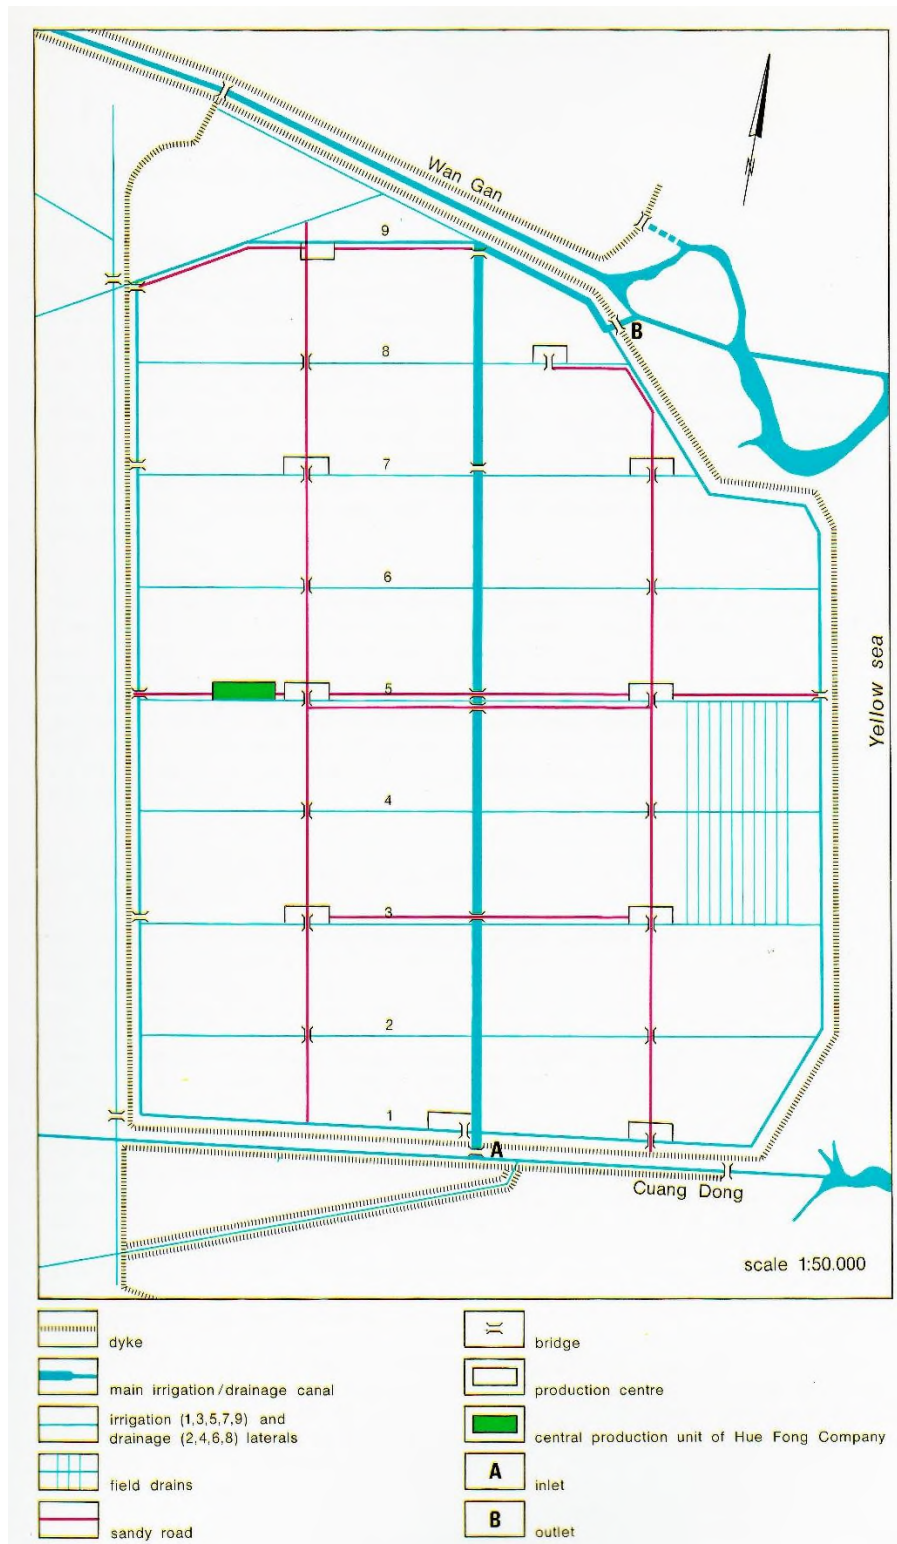 Wan Gan
N
9
B
8
7
6
5
Yellow sea
4
3
2
1
A
Cuang Dong
scale 1:50.000
dyke
main irrigation/drainage canal
irrigation (1,3,5,7,9) and
drainage (2,4,6,8) laterals
field drains
sandy road
bridge
production centre
central production unit of Hue Fong Company
A
inlet
B
outlet